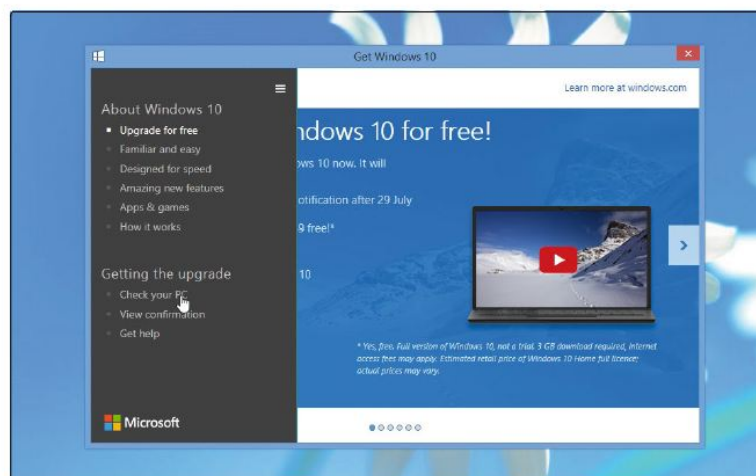 Get Windows 10
Learn more at windows.com
About Windows 10
Upgrade for free
Familiar and easy
Designed for speed
Amazing new features
Apps & games
How it works
Getting the upgrade
Check your PC
View confirmation
Get help
Microsoft
ndows 10 for free!
ows 10 now. It will
otification after 29 July
9 free!*
10
* Yes, free. Full version of Windows 10, not a trial. 3 GB download required, internet
access fees may apply. Estimated retail price of Windows 10 Home full licence;
actual prices may vary.